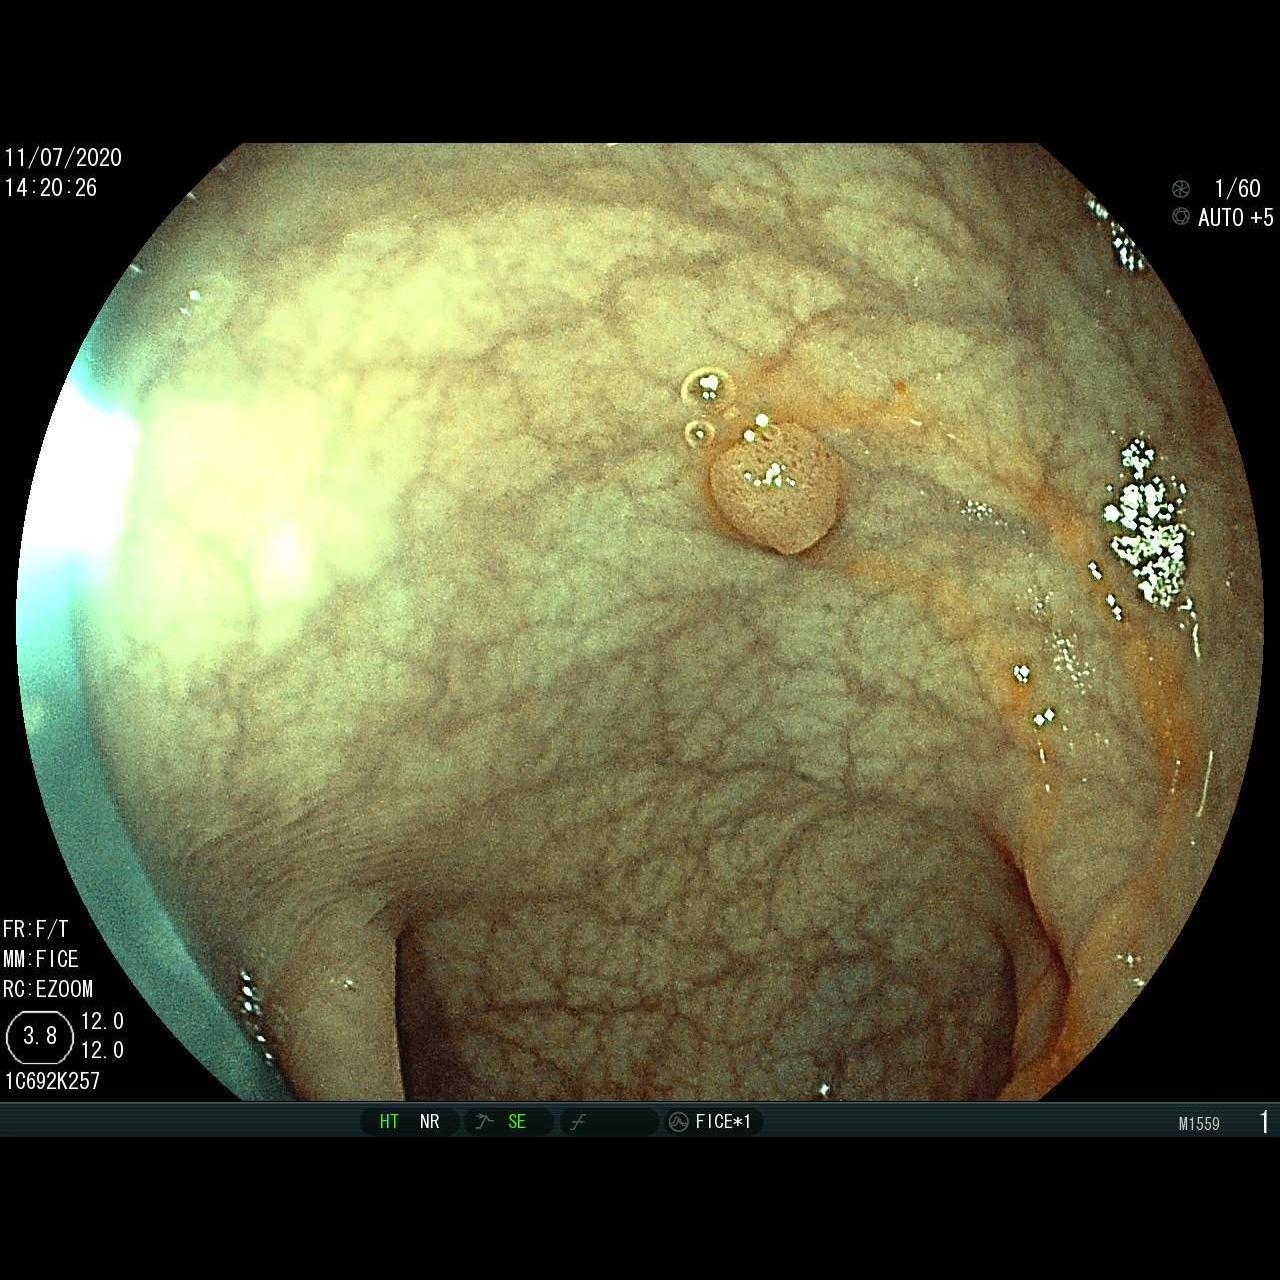 11/07/2020
14:20:26
1/60
AUTO +5
FR:F/T
MM:FICE
RC:EZOOM
3.8
12.0
12.0
1C692K257
HT NR SE FICE*1
M1559 1